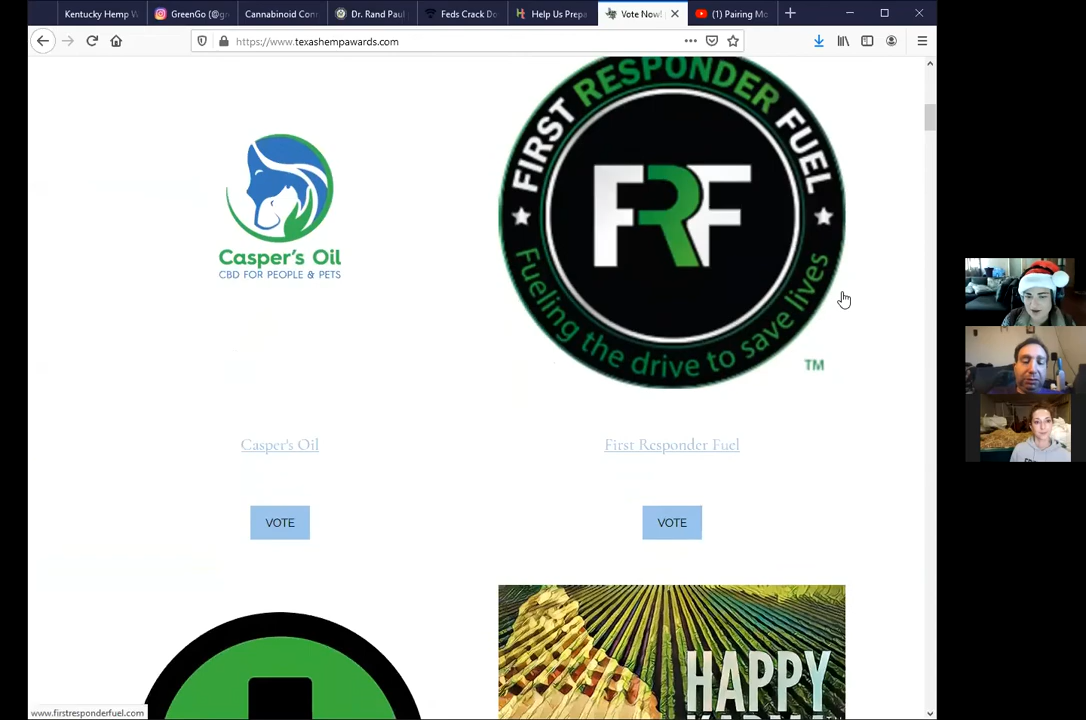 Kentucky Hemp W
GreenGo (@gr
Cannabinoid Conn
Dr. Rand Paul
Feds Crack Do
Help Us Prepa
Vote Now!
(1) Pairing Mo
https://www.texashempawards.com
FIRST RESPONDER FUEL
FRF
Fueling the drive to save lives
TM
Casper's Oil
CBD FOR PEOPLE & PETS
Casper's Oil
First Responder Fuel
VOTE
VOTE
HAPPY
www.firstresponderfuel.com